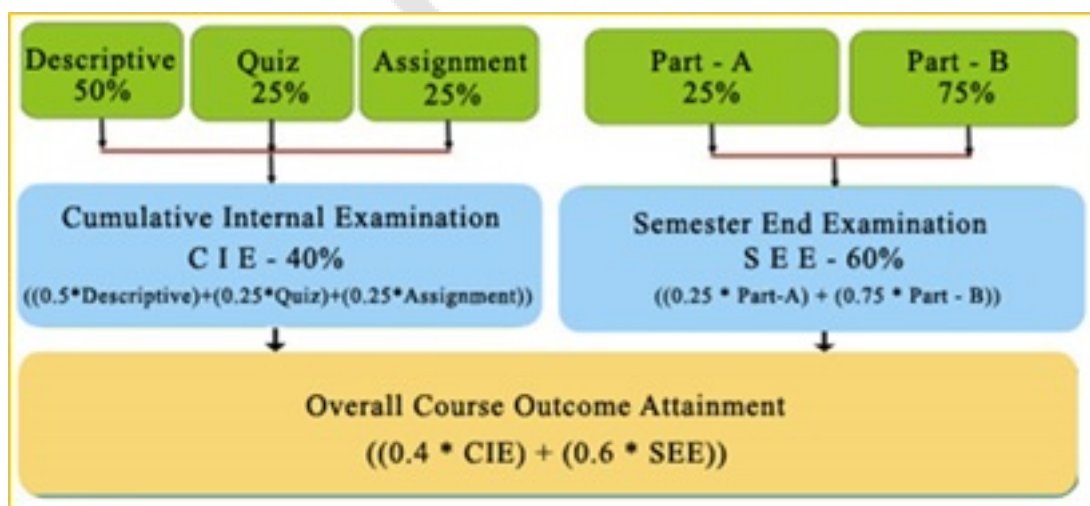 Descriptive
50%
Quiz
25%
Assignment
25%
Part - A
25%
Part - B
75%
Cumulative Internal Examination
C I E - 40%
((0.5*Descriptive)+(0.25*Quiz)+(0.25*Assignment))
Semester End Examination
S E E - 60%
((0.25 * Part-A) + (0.75 * Part - B))
Overall Course Outcome Attainment
((0.4 * CIE) + (0.6 * SEE))